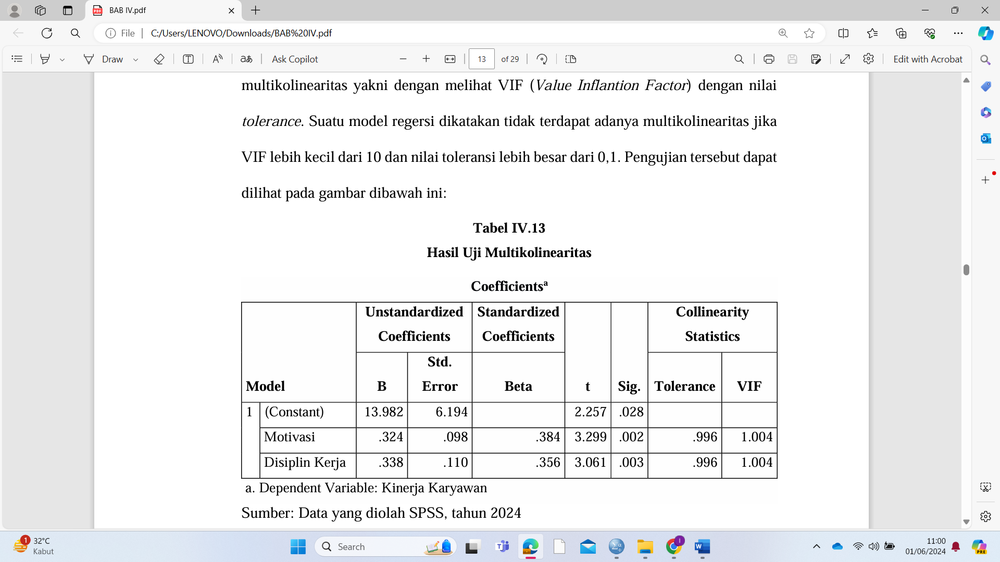 BAB IV.pdf
File
C:/Users/LENOVO/Downloads/BAB%20IV.pdf
Draw
aあ
Ask Copilot
13 of 29
Edit with Acrobat
multikolinearitas yakni dengan melihat VIF (Value Inflantion Factor) dengan nilai
tolerance. Suatu model regersi dikatakan tidak terdapat adanya multikolinearitas jika
VIF lebih kecil dari 10 dan nilai toleransi lebih besar dari 0,1. Pengujian tersebut dapat
dilihat pada gambar dibawah ini:
Tabel IV.13
Hasil Uji Multikolinearitas
Coefficientsa
Unstandardized Standardized Collinearity
Coefficients Coefficients Statistics
Std.
Model B Error Beta t Sig. Tolerance VIF
1 (Constant) 13.982 6.194 2.257 .028
Motivasi .324 .098 .384 3.299 .002 .996 1.004
Disiplin Kerja .338 .110 .356 3.061 .003 .996 1.004
a. Dependent Variable: Kinerja Karyawan
Sumber: Data yang diolah SPSS, tahun 2024
1
32°C
Kabut
Search
11:00
01/06/2024
PRE